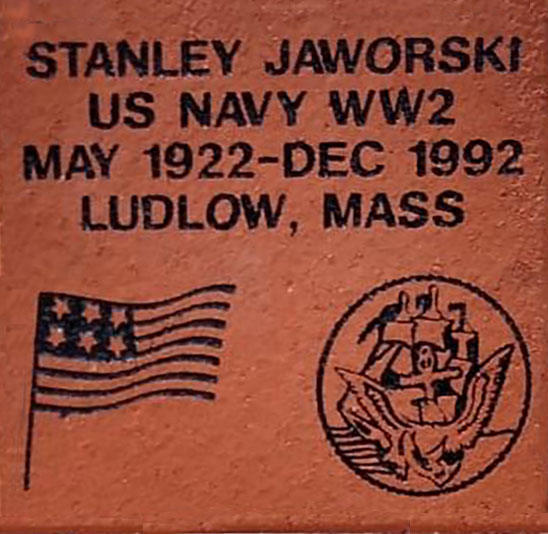 STANLEY JAWORSKI
US NAVY WW2
MAY 1922-DEC 1992
LUDLOW, MASS